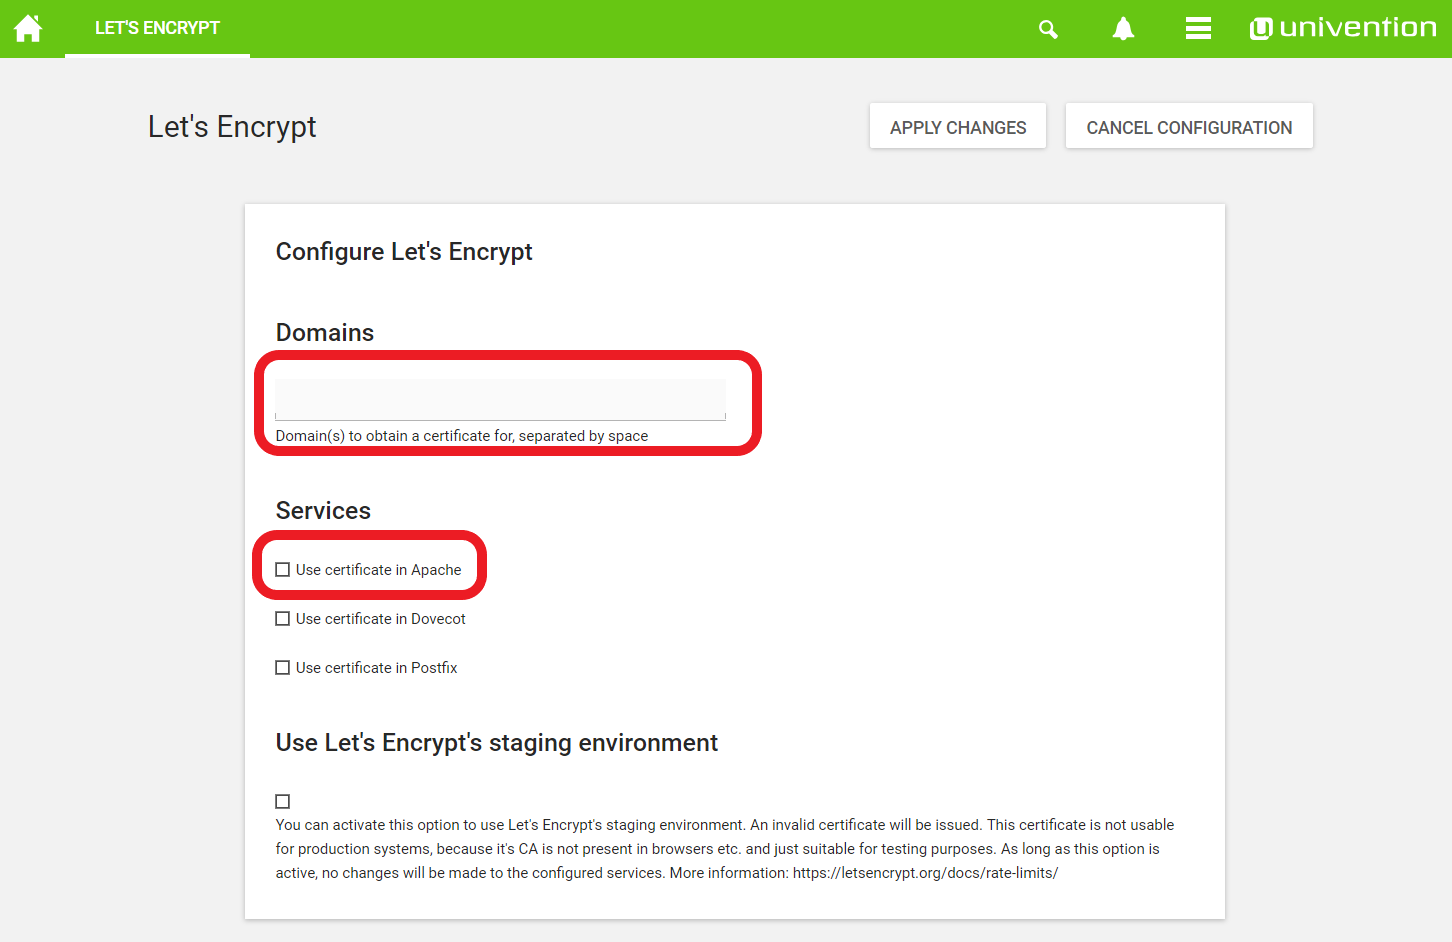 LET'S ENCRYPT
univention
Let's Encrypt
APPLY CHANGES
CANCEL CONFIGURATION
Configure Let's Encrypt
Domains
Domain(s) to obtain a certificate for, separated by space
Services
Use certificate in Apache
Use certificate in Dovecot
Use certificate in Postfix
Use Let's Encrypt's staging environment
You can activate this option to use Let's Encrypt's staging environment. An invalid certificate will be issued. This certificate is not usable
for production systems, because it's CA is not present in browsers etc. and just suitable for testing purposes. As long as this option is
active, no changes will be made to the configured services. More information: https://letsencrypt.org/docs/rate-limits/